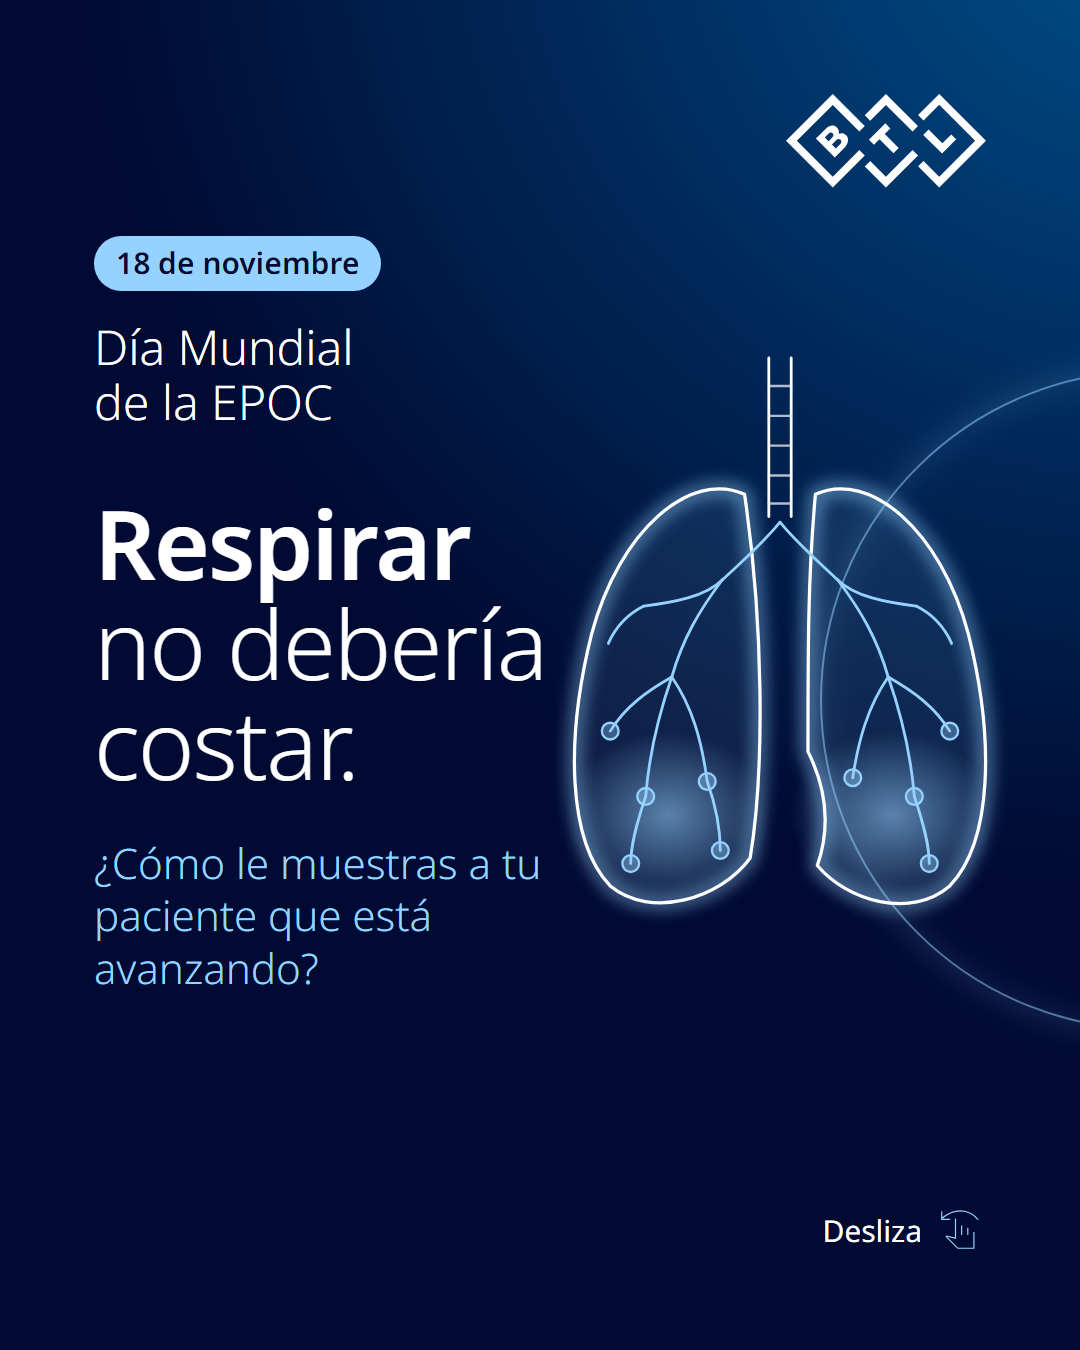 BTL
18 de noviembre
Día Mundial
de la EPOC
Respirar
no debería
costar.
¿Cómo le muestras a tu
paciente que está
avanzando?
Desliza